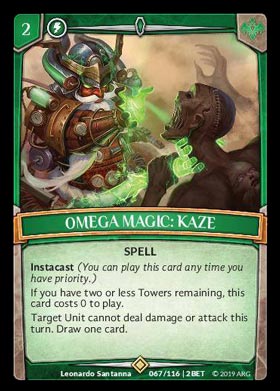 2
OMEGA MAGIC: KAZE
SPELL
Instacast (You can play this card any time you
have priority.)
If you have two or less Towers remaining, this
card costs 0 to play.
Target Unit cannot deal damage or attack this
turn. Draw one card.
Leonardo Santanna 067/116 | 2BET © 2019 ARG